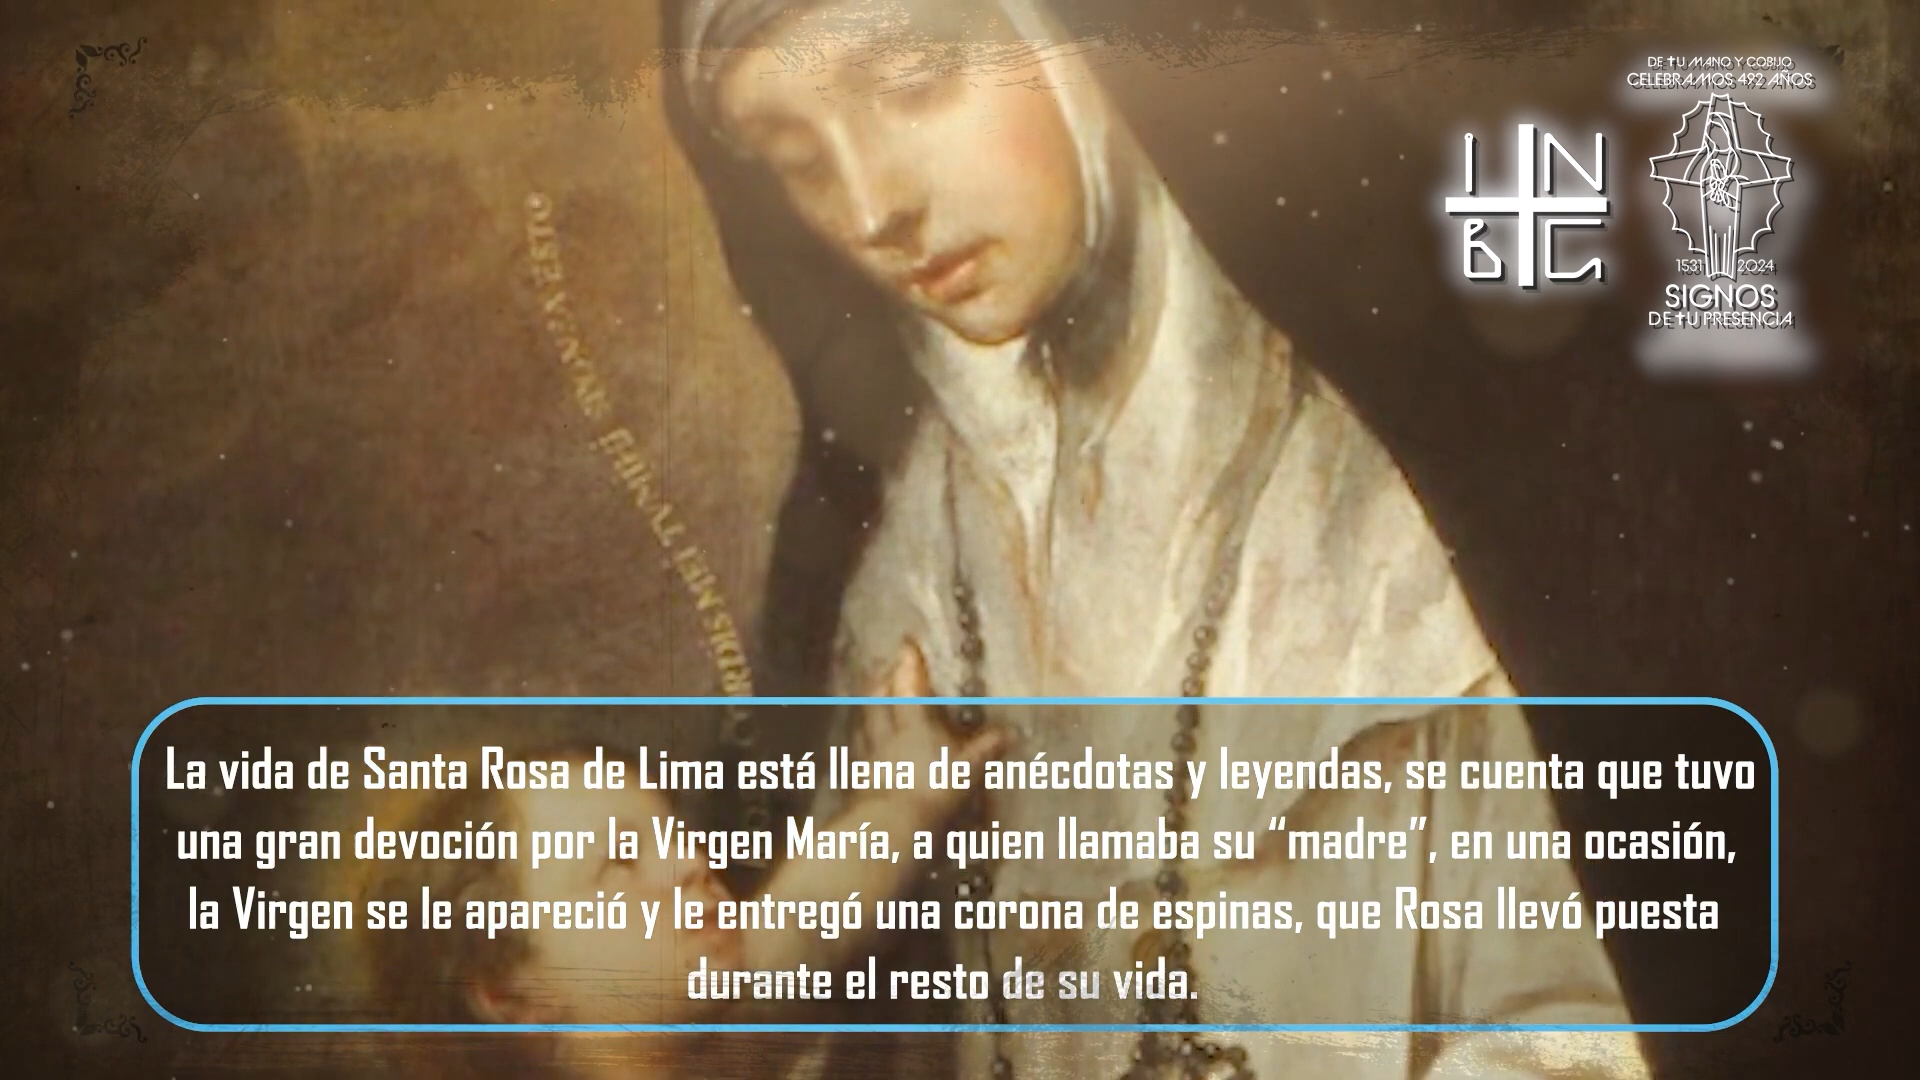 DE TU MANO Y COBIJO
CELEBRAMOS 492 AÑOS
IN
BG
1531 2024
SIGNOS
DE TU PRESENCIA
La vida de Santa Rosa de Lima está llena de anécdotas y leyendas, se cuenta que tuvo
una gran devoción por la Virgen María, a quien llamaba su “madre”, en una ocasión,
la Virgen se le apareció y le entregó una corona de espinas, que Rosa llevó puesta
durante el resto de su vida.